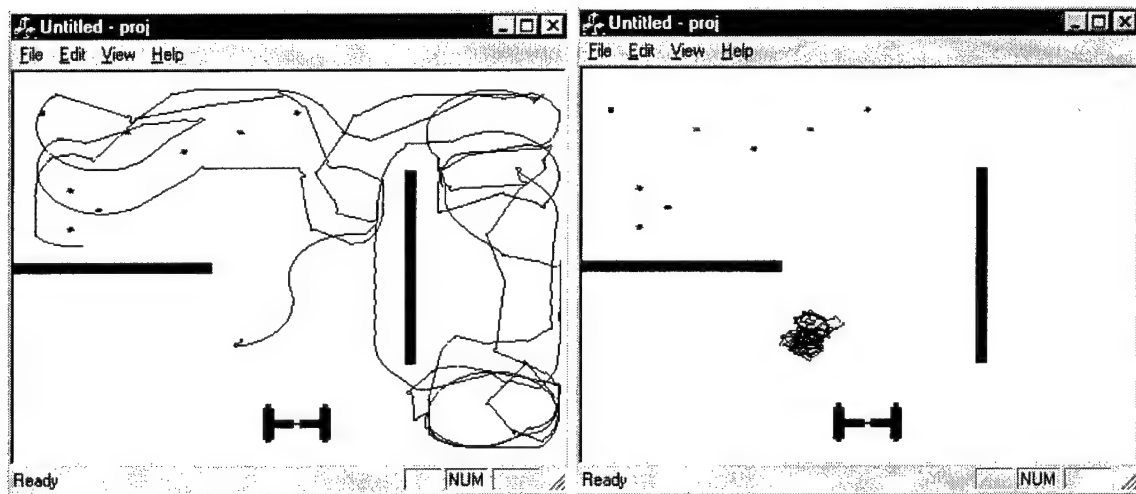 Untitled - proj
File Edit View Help
Ready
NUM
Untitled - proj
File Edit View Help
Ready
NUM